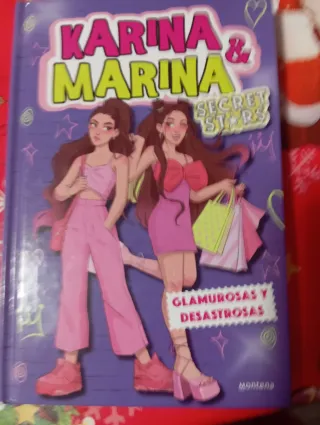 KARINA &
MARINA
SECRET
STARS
GLAMUROSAS Y
DESASTROSAS
montena